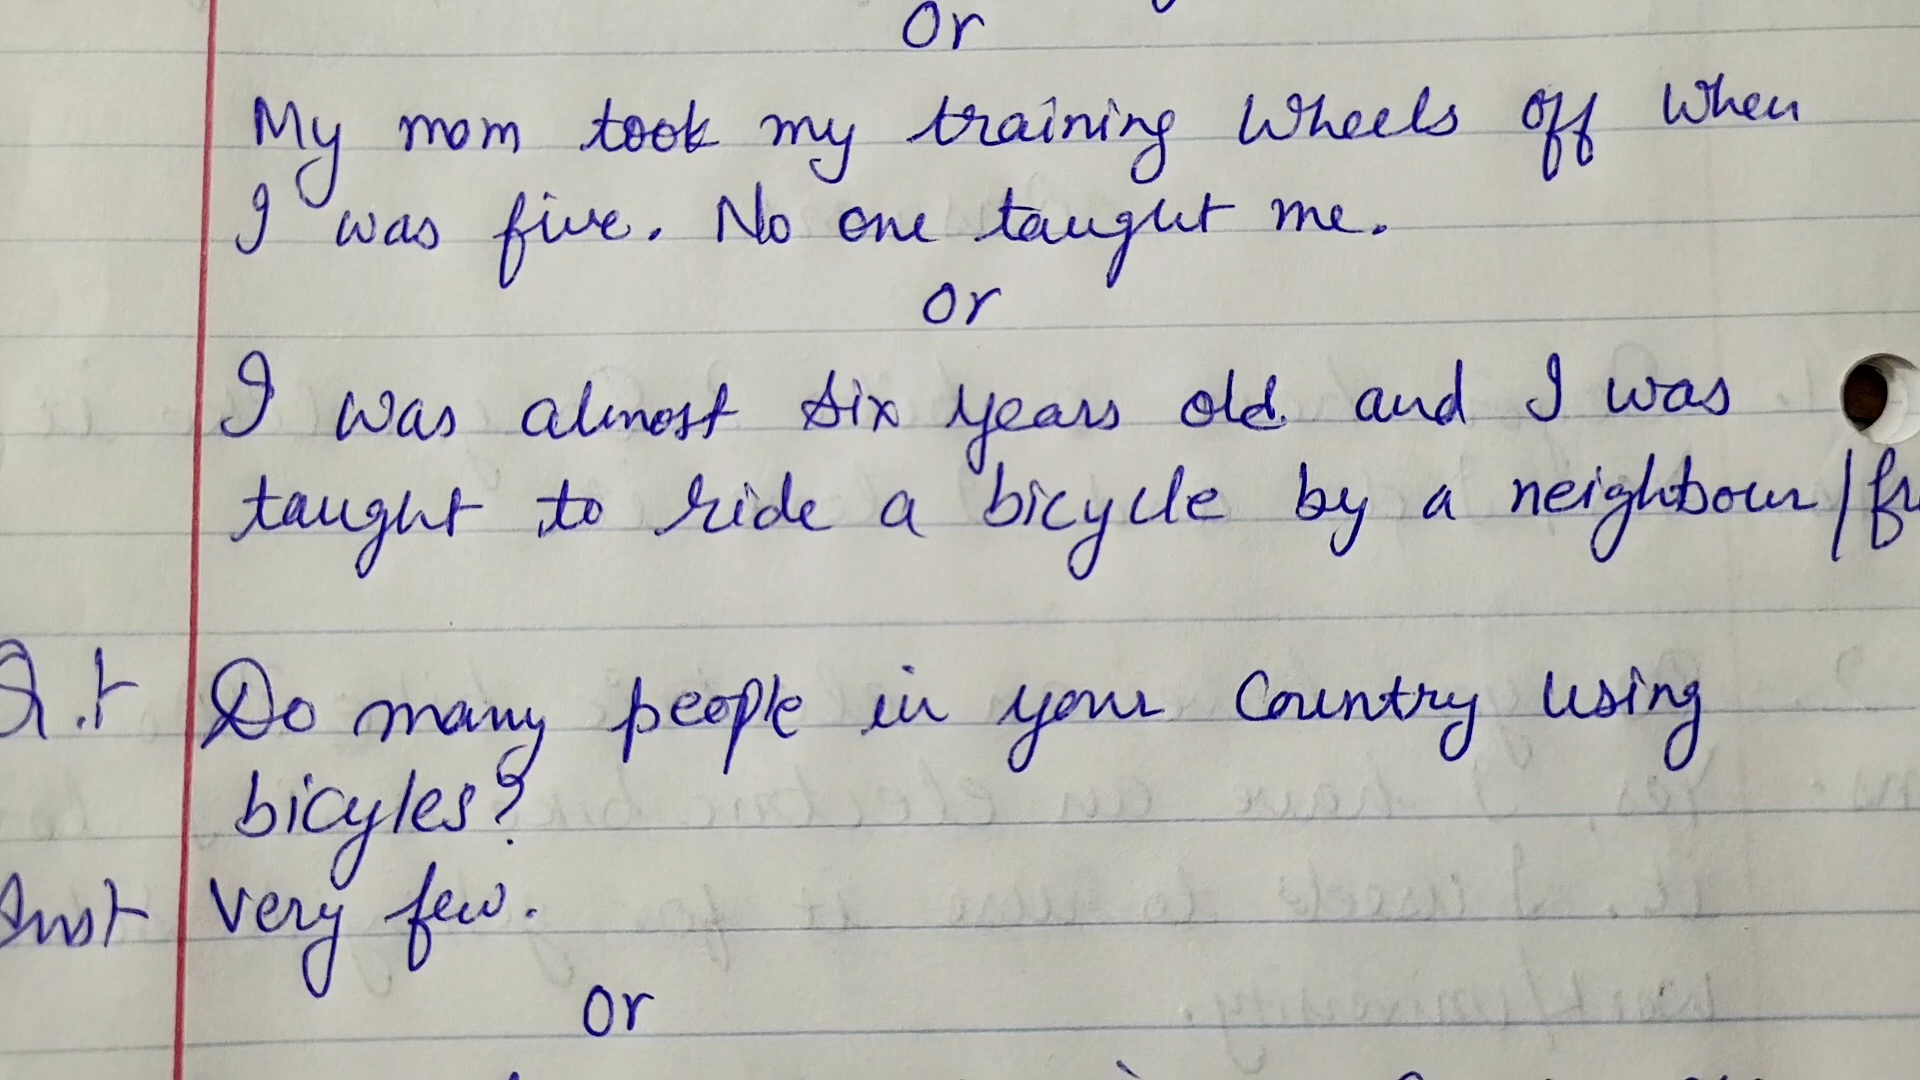 Or
My mom took my training wheels off when
I was five. No one taught me.
or
I was almost six years old and I was
taught to ride a bicycle by a neighbour/
Do many people in your Country using
bicyles?
Very few.
or